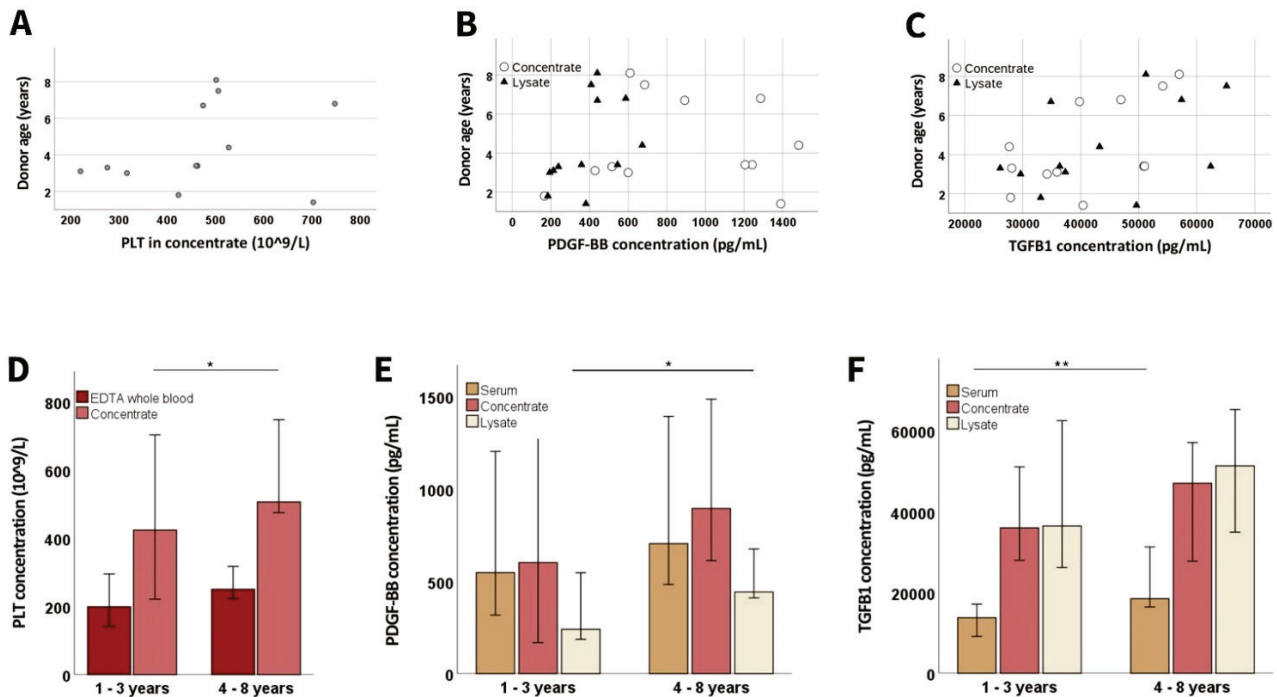 A
Donor age (years)
8
6
4
2
200 300 400 500 600 700 800
PLT in concentrate (10^9/L)
B
Donor age (years)
Concentrate
Lysate
8
6
4
2
0 200 400 600 800 1000 1200 1400
PDGF-BB concentration (pg/mL)
C
Donor age (years)
Concentrate
Lysate
8
6
4
2
20000 30000 40000 50000 60000 70000
TGFB1 concentration (pg/mL)
D
*
PLT concentration (10^9/L)
EDTA whole blood
Concentrate
800
600
400
200
0
1 - 3 years 4 - 8 years
E
*
PDGF-BB concentration (pg/mL)
Serum
Concentrate
Lysate
1500
1000
500
0
1 - 3 years 4 - 8 years
F
**
TGFB1 concentration (pg/mL)
Serum
Concentrate
Lysate
60000
40000
20000
0
1 - 3 years 4 - 8 years